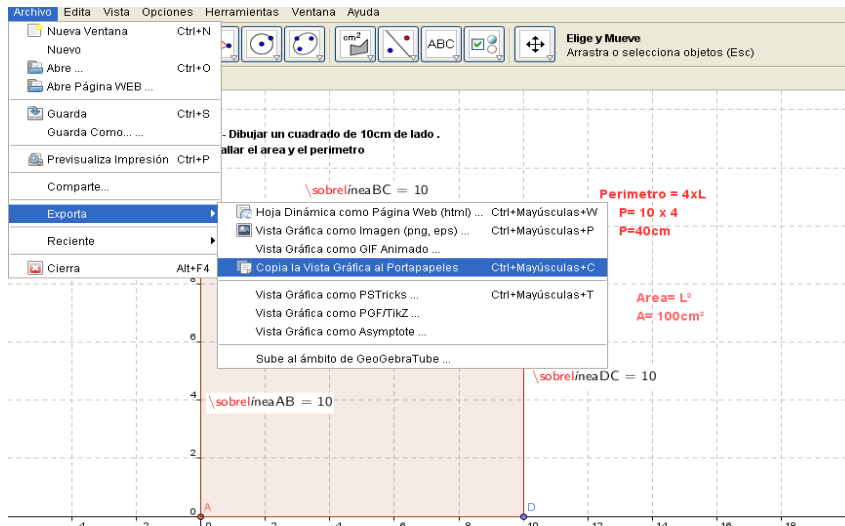 Archivo Edita Vista Opciones Herramientas Ventana Ayuda
Nueva Ventana Ctrl+N
Nuevo
Abre ... Ctrl+O
Abre Página WEB ...
Guarda Ctrl+S
Guarda Como... ...
Previsualiza Impresión Ctrl+P
Comparte...
Exporta
Reciente
Cierra Alt+F4
cm²
ABC
Elige y Mueve
Arrastra o selecciona objetos (Esc)
- Dibujar un cuadrado de 10cm de lado .
allar el area y el perimetro
\sobrelíneaBC = 10
Perimetro = 4xL
P= 10 x 4
P=40cm
Hoja Dinámica como Página Web (html) ... Ctrl+Mayúsculas+W
Vista Gráfica como Imagen (png, eps) ... Ctrl+Mayúsculas+P
Vista Gráfica como GIF Animado ...
Copia la Vista Gráfica al Portapapeles Ctrl+Mayúsculas+C
Vista Gráfica como PSTricks ... Ctrl+Mayúsculas+T
Vista Gráfica como PGF/TikZ ...
Vista Gráfica como Asymptote ...
Sube al ámbito de GeoGebraTube ...
Area= L²
A= 100cm²
\sobrelíneaDC = 10
\sobrelíneaAB = 10
8
6
4
2
0
A
D
-4 -2 0 2 4 6 8 10 12 14 16 18